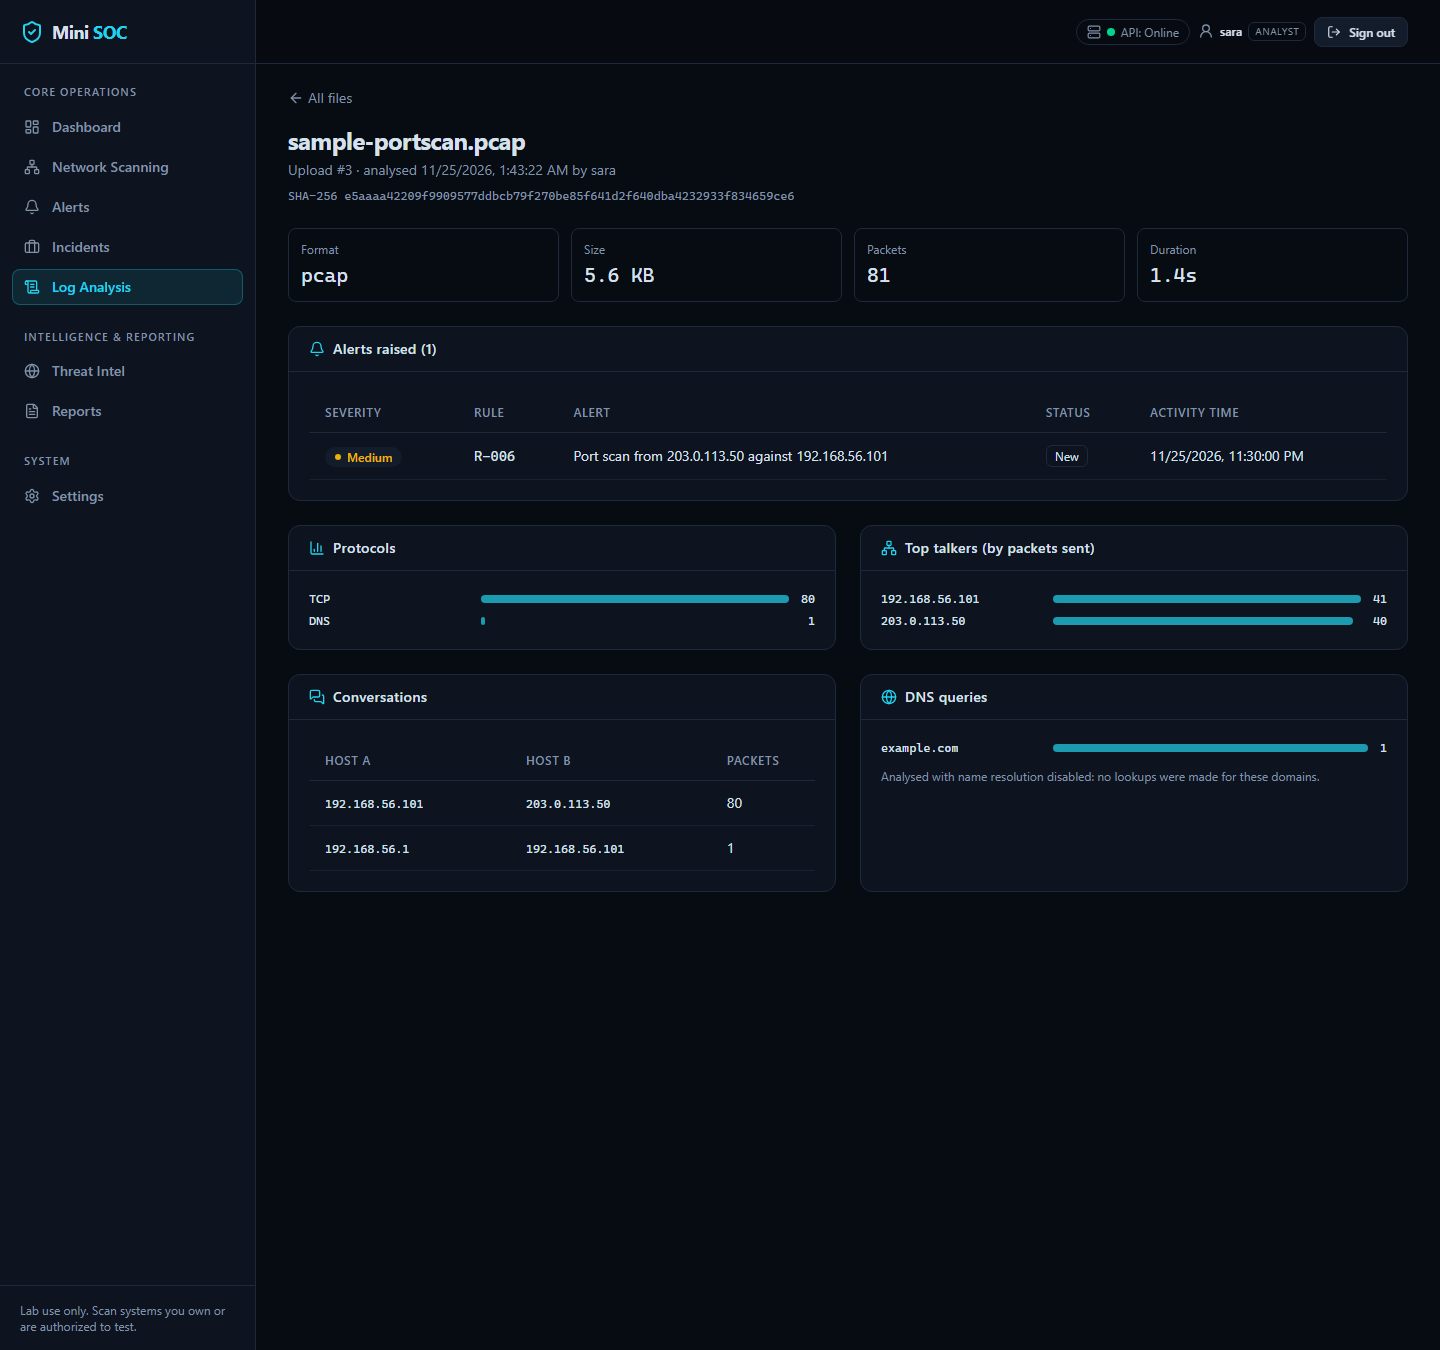 Mini SOC
API: Online
sara
ANALYST
Sign out
CORE OPERATIONS
Dashboard
Network Scanning
Alerts
Incidents
Log Analysis
INTELLIGENCE & REPORTING
Threat Intel
Reports
SYSTEM
Settings
Lab use only. Scan systems you own or
are authorized to test.
All files
sample-portscan.pcap
Upload #3 · analysed 11/25/2026, 1:43:22 AM by sara
SHA-256 e5aaaa42209f9909577ddbcb79f270be85f641d2f640dba4232933f834659ce6
Format
pcap
Size
5.6 KB
Packets
81
Duration
1.4s
Alerts raised (1)
SEVERITY RULE ALERT STATUS ACTIVITY TIME
Medium R-006 Port scan from 203.0.113.50 against 192.168.56.101 New 11/25/2026, 11:30:00 PM
Protocols
TCP 80
DNS 1
Top talkers (by packets sent)
192.168.56.101 41
203.0.113.50 40
Conversations
HOST A HOST B PACKETS
192.168.56.101 203.0.113.50 80
192.168.56.1 192.168.56.101 1
DNS queries
example.com 1
Analysed with name resolution disabled: no lookups were made for these domains.